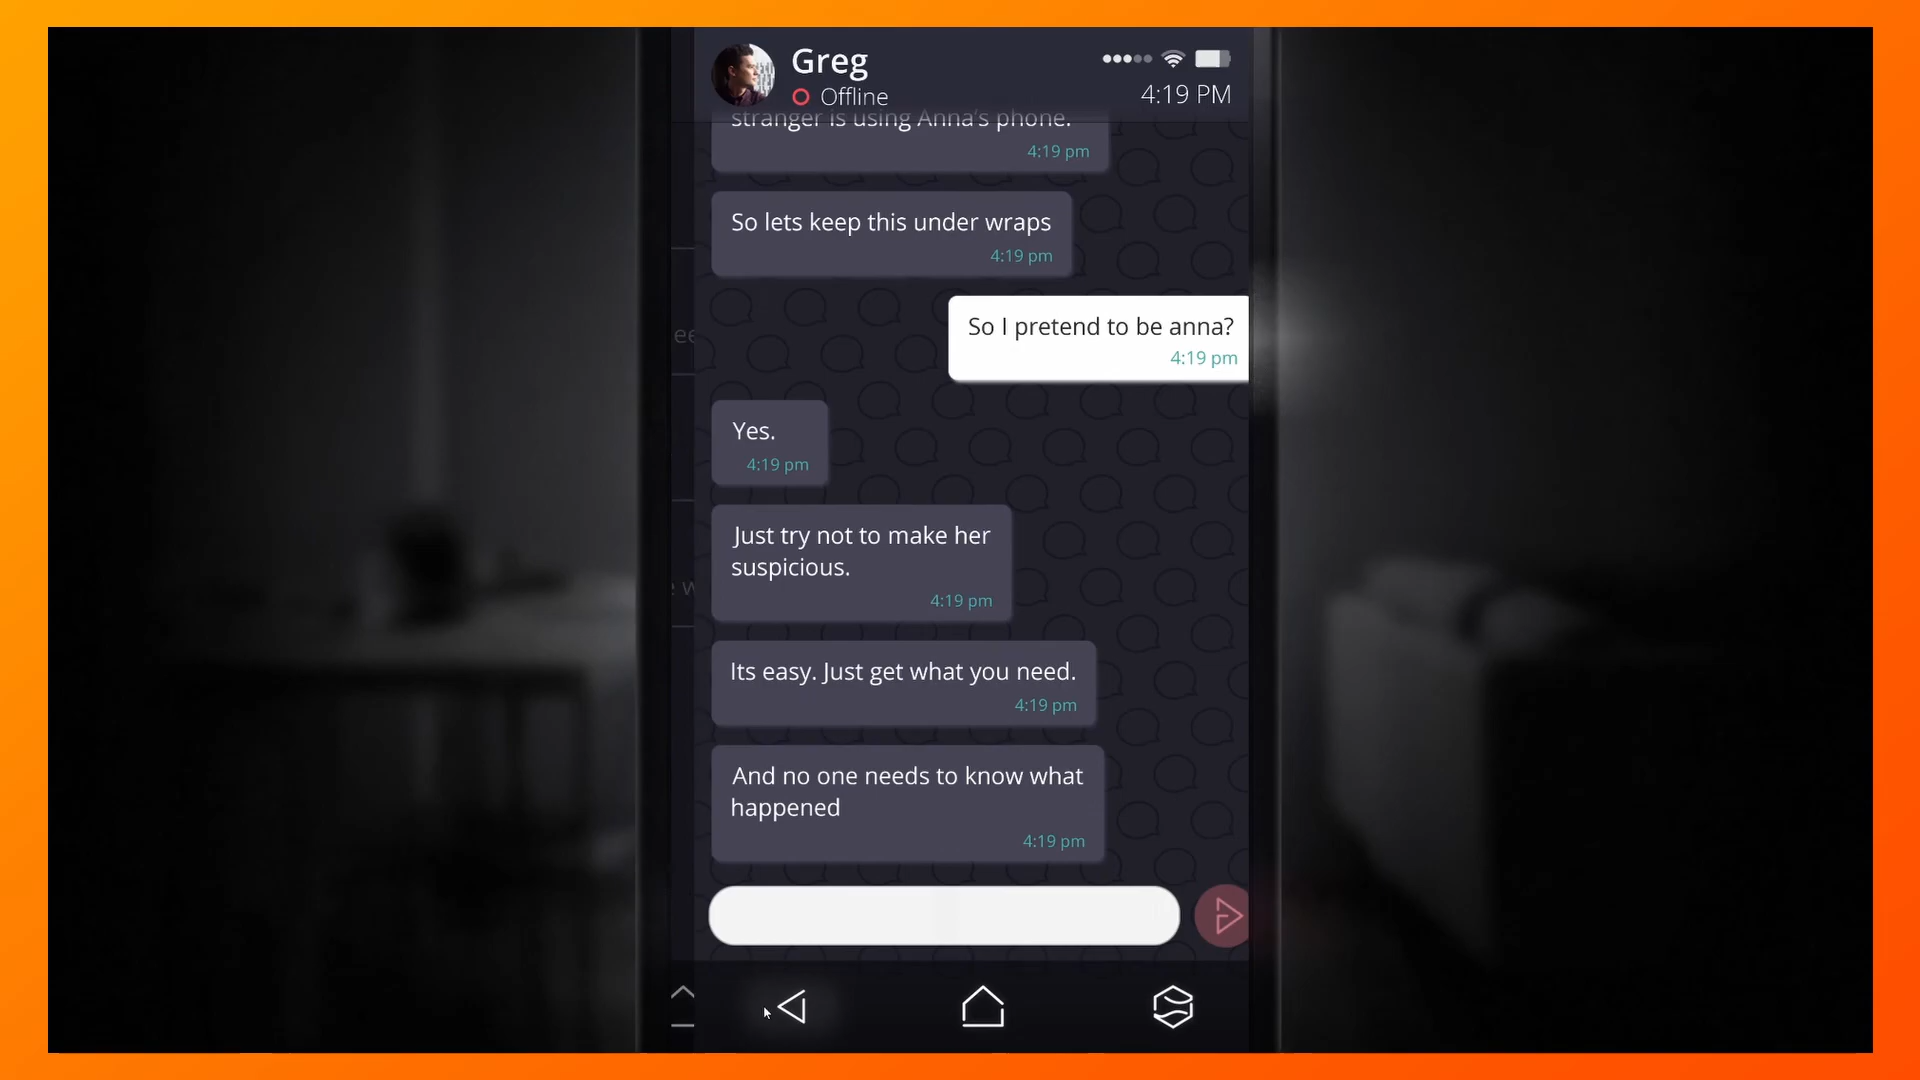 Greg
Offline
4:19 PM
stranger is using Anna's phone.
4:19 pm
So lets keep this under wraps
4:19 pm
So I pretend to be anna?
4:19 pm
Yes.
4:19 pm
Just try not to make her
suspicious.
4:19 pm
Its easy. Just get what you need.
4:19 pm
And no one needs to know what
happened
4:19 pm